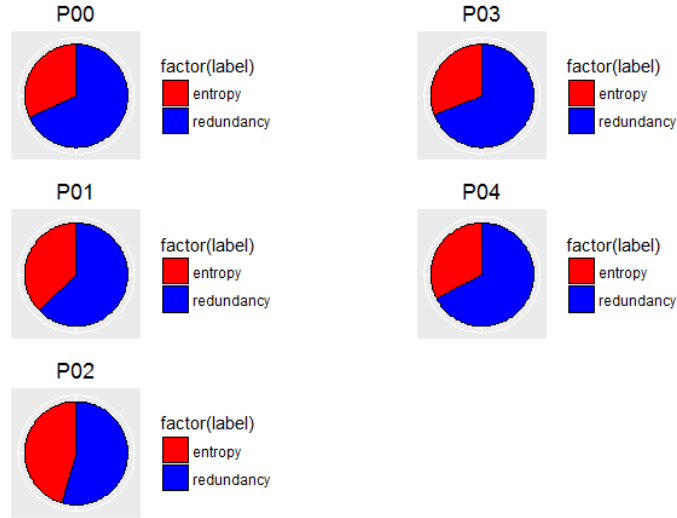 P00
factor(label)
entropy
redundancy
P03
factor(label)
entropy
redundancy
P01
factor(label)
entropy
redundancy
P04
factor(label)
entropy
redundancy
P02
factor(label)
entropy
redundancy